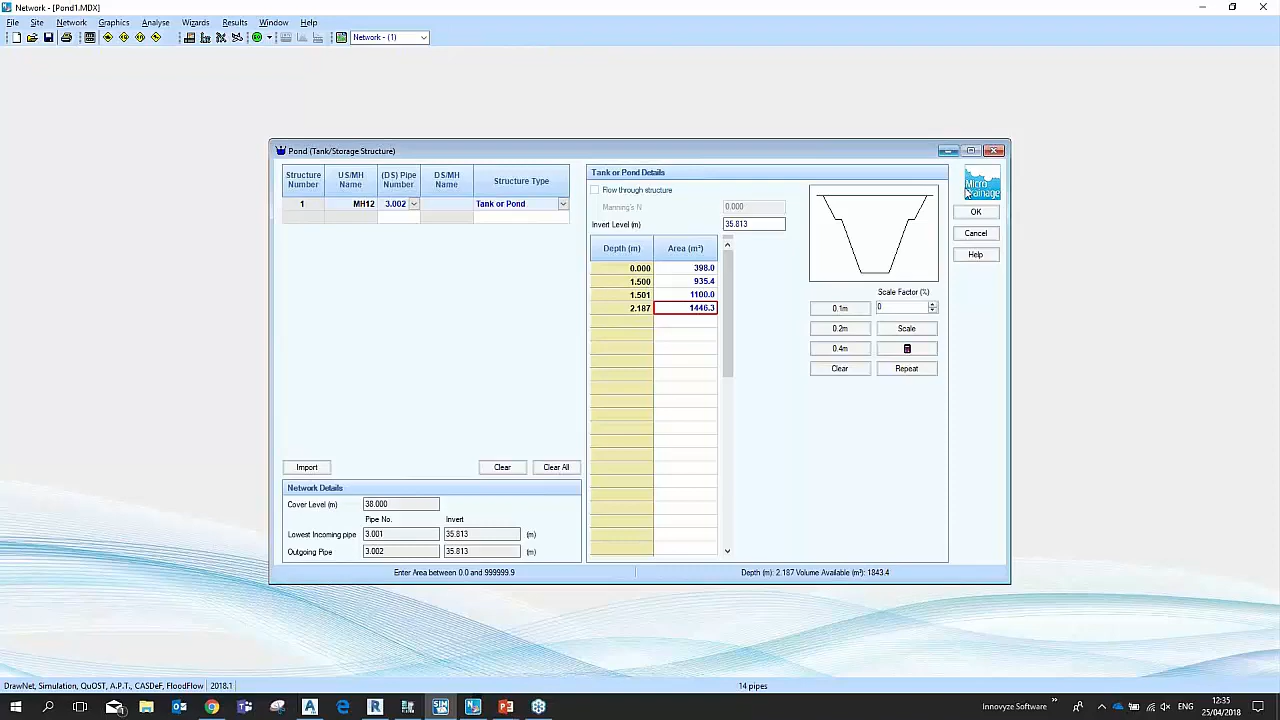 Network - [Pond1.MDX]
File Site Network Graphics Analyse Wizards Results Window Help
Network - (1)
Pond (Tank/Storage Structure)
Structure Number US/MH Name (DS) Pipe Number DS/MH Name Structure Type
1 MH12 3.002 Tank or Pond
Tank or Pond Details
Flow through structure
Manning's N 0.000
Invert Level (m) 35.813
Depth (m) Area (m²)
0.000 398.0
1.500 935.4
1.501 1100.0
2.187 1446.3
Scale Factor (%)
0.1m 0
0.2m Scale
0.4m
Clear Repeat
Micro Drainage
OK
Cancel
Help
Import Clear Clear All
Network Details
Cover Level (m) 38.000
Pipe No. Invert
Lowest Incoming pipe 3.001 35.813 (m)
Outgoing Pipe 3.002 35.813 (m)
Enter Area between 0.0 and 999999.9
Depth (m): 2.187 Volume Available (m³): 1843.4
DrawNet, Simulation, QuOST, A.P.T., CASDeF, FloodFlow 2018.1 14 pipes
Innovyze Software ENG 12:35
25/04/2018